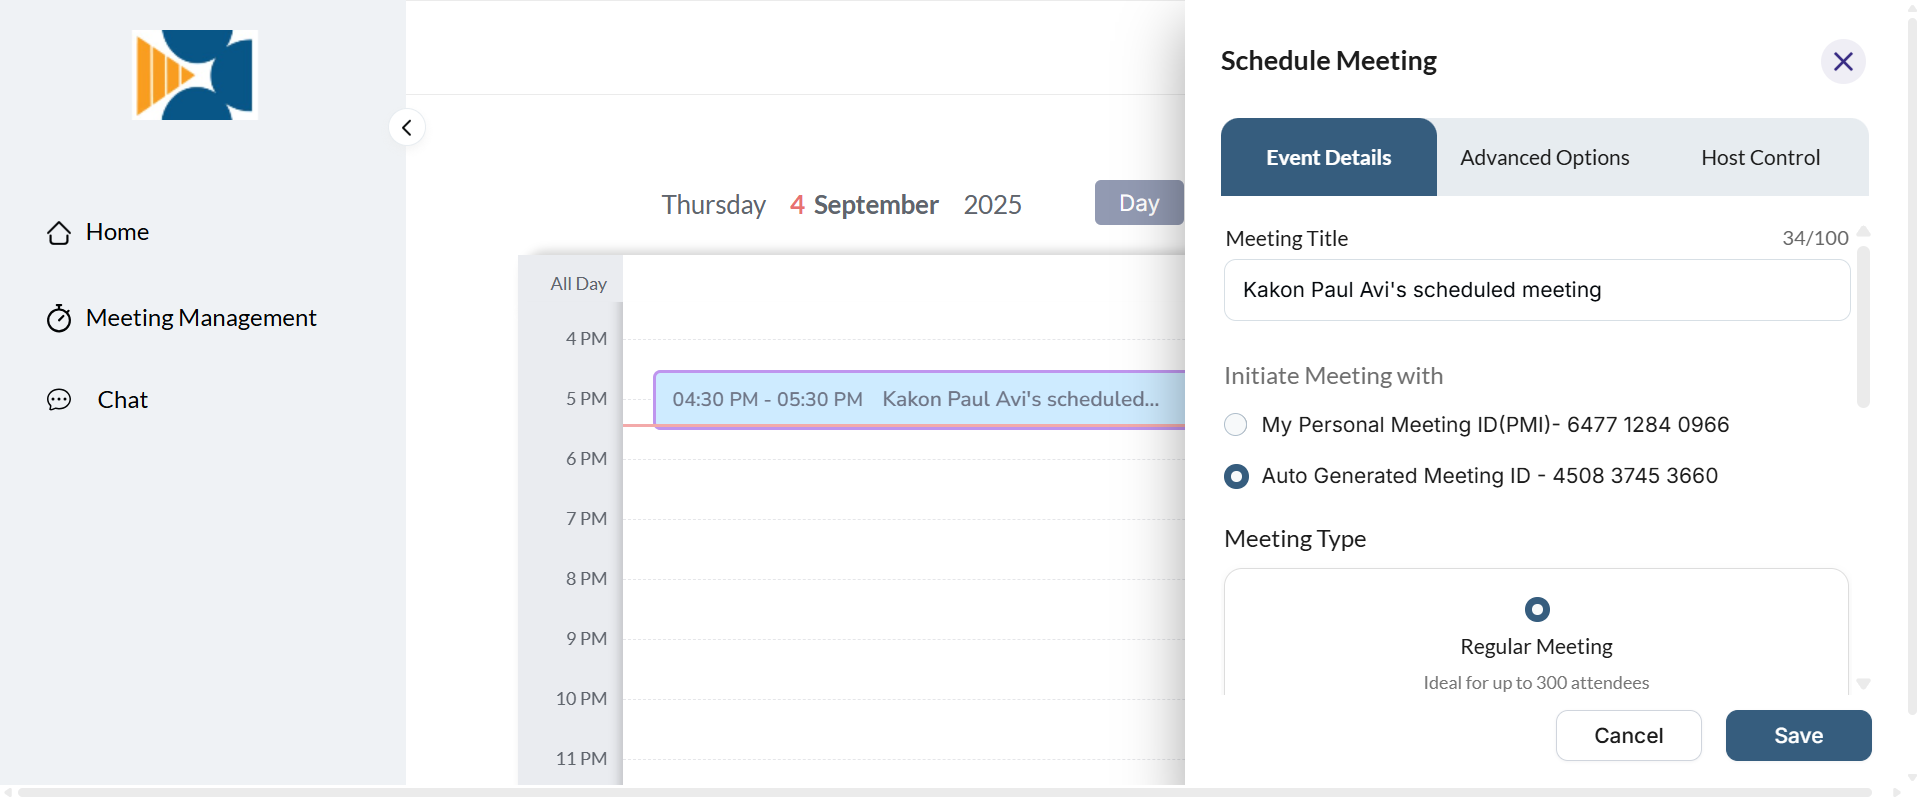 Home
Meeting Management
Chat
Thursday 4 September 2025
Day
All Day
4 PM
5 PM
04:30 PM - 05:30 PM Kakon Paul Avi's scheduled...
6 PM
7 PM
8 PM
9 PM
10 PM
11 PM
Schedule Meeting
Event Details
Advanced Options
Host Control
Meeting Title
34/100
Kakon Paul Avi's scheduled meeting
Initiate Meeting with
My Personal Meeting ID(PMI)- 6477 1284 0966
Auto Generated Meeting ID - 4508 3745 3660
Meeting Type
Regular Meeting
Ideal for up to 300 attendees
Cancel
Save